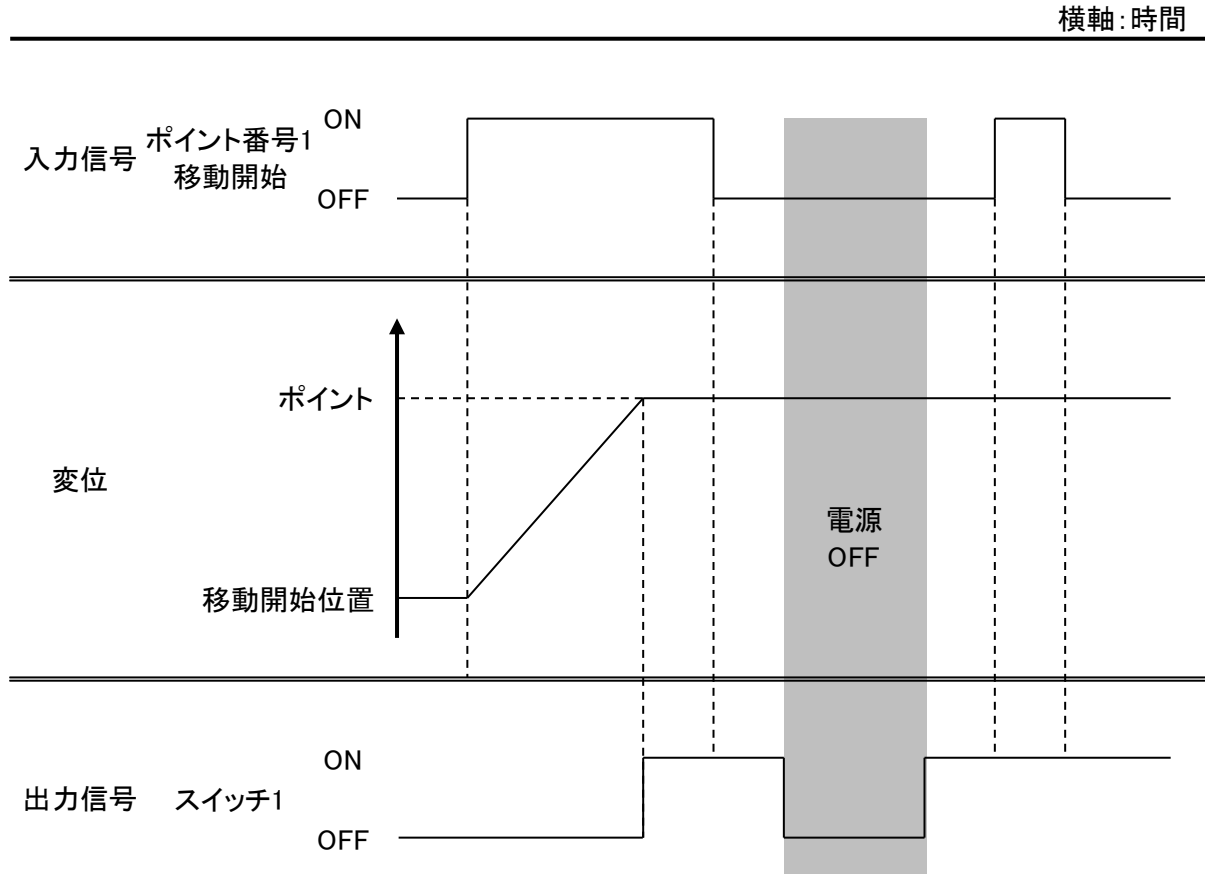 横軸:時間
ON
入力信号 ポイント番号1
移動開始
OFF
ポイント
変位
電源
OFF
移動開始位置
ON
出力信号 スイッチ1
OFF